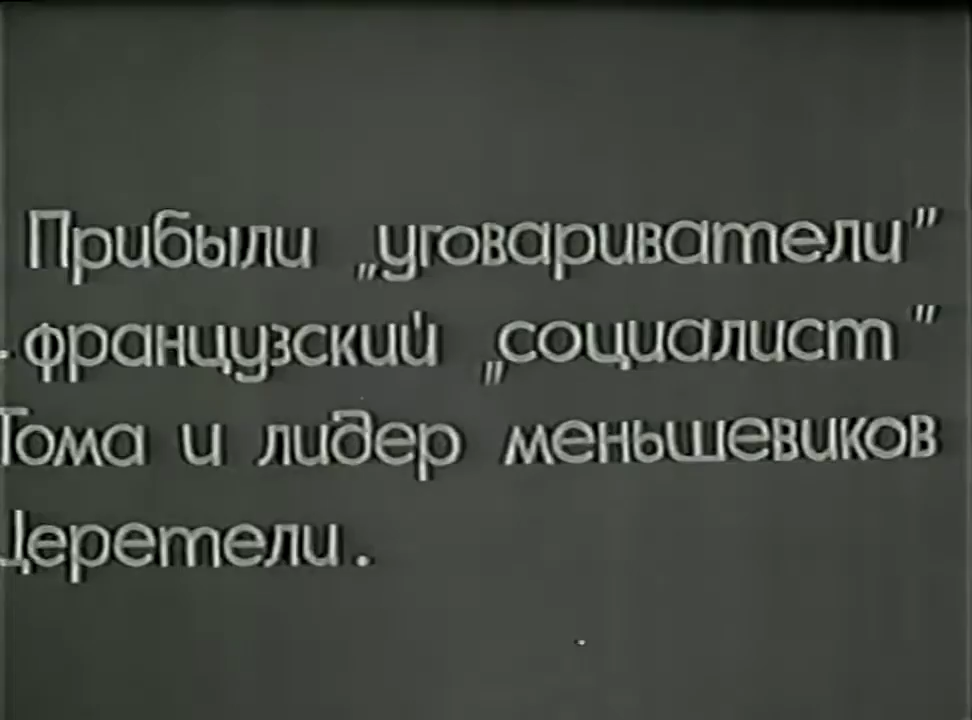 Прибыли „уговариватели”
-французский „социалист”
Тома и лидер меньшевиков
Церетели.